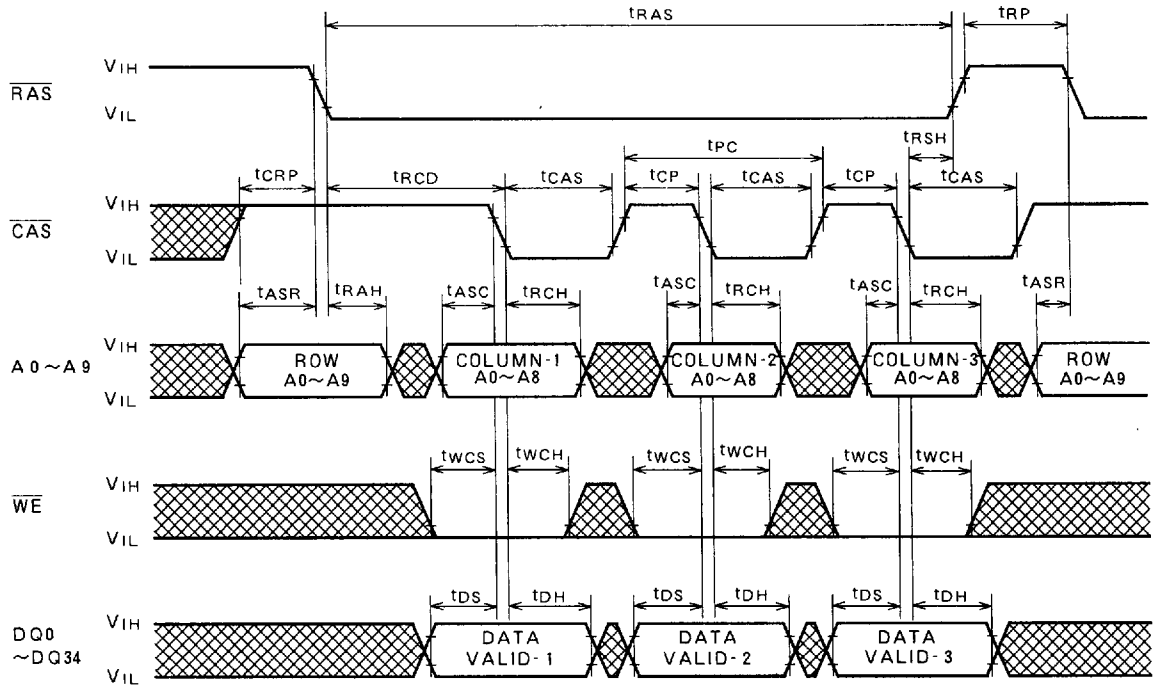 tRAS tRP
RAS VIH
VIL
tRSH
tPC
tCRP tRCD tCAS tCP tCAS tCP tCAS
CAS VIH
VIL
tASR tRAH tASC tRCH tASC tRCH tASC tRCH tASR
A0~A9 VIH
VIL
ROW
A0~A9
COLUMN-1
A0~A8
COLUMN-2
A0~A8
COLUMN-3
A0~A8
ROW
A0~A9
tWCS tWCH tWCS tWCH tWCS tWCH
WE VIH
VIL
tDS tDH tDS tDH tDS tDH
DQ0
~DQ34
VIH
VIL
DATA
VALID-1
DATA
VALID-2
DATA
VALID-3